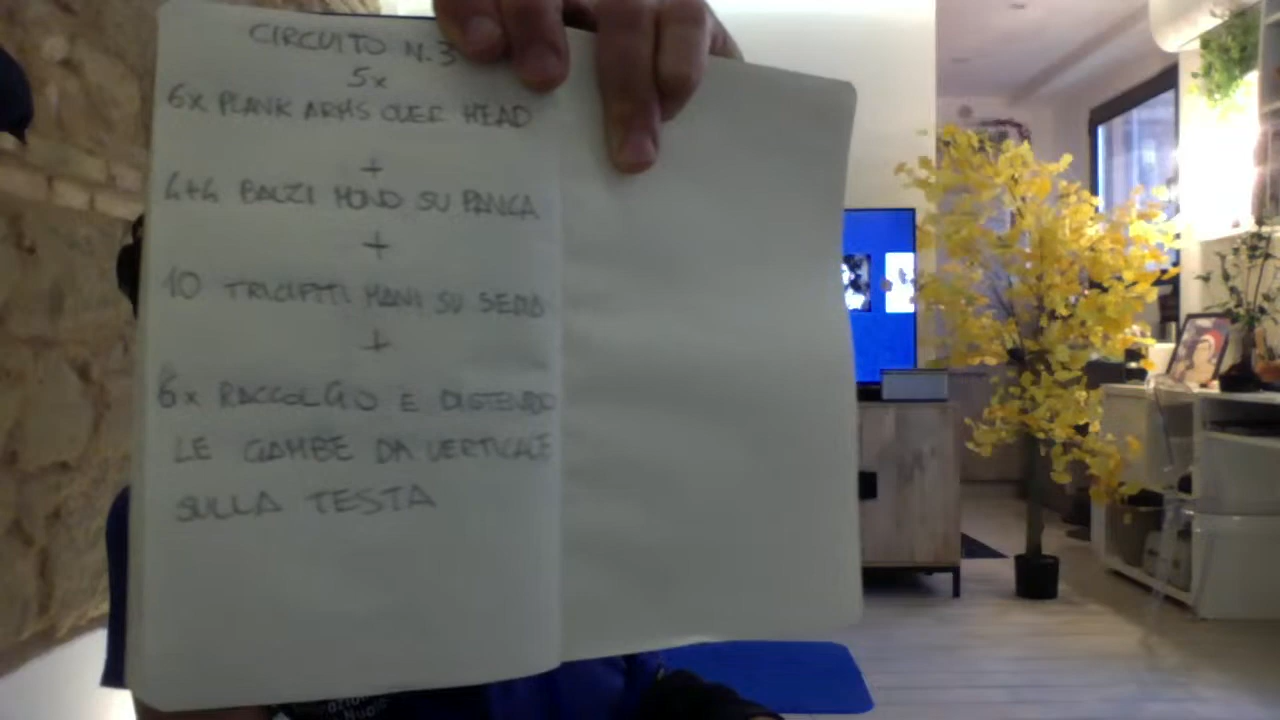 CIRCUITO N.3
5x
6x PLANK ARMS OVER HEAD
+
4+4 BALZI MONO SU PANCA
+
10 TRICIPITI MANI SU SEDIA
+
6x RACCOLGO E DISTENDO
LE GAMBE DA VERTICALE
SULLA TESTA